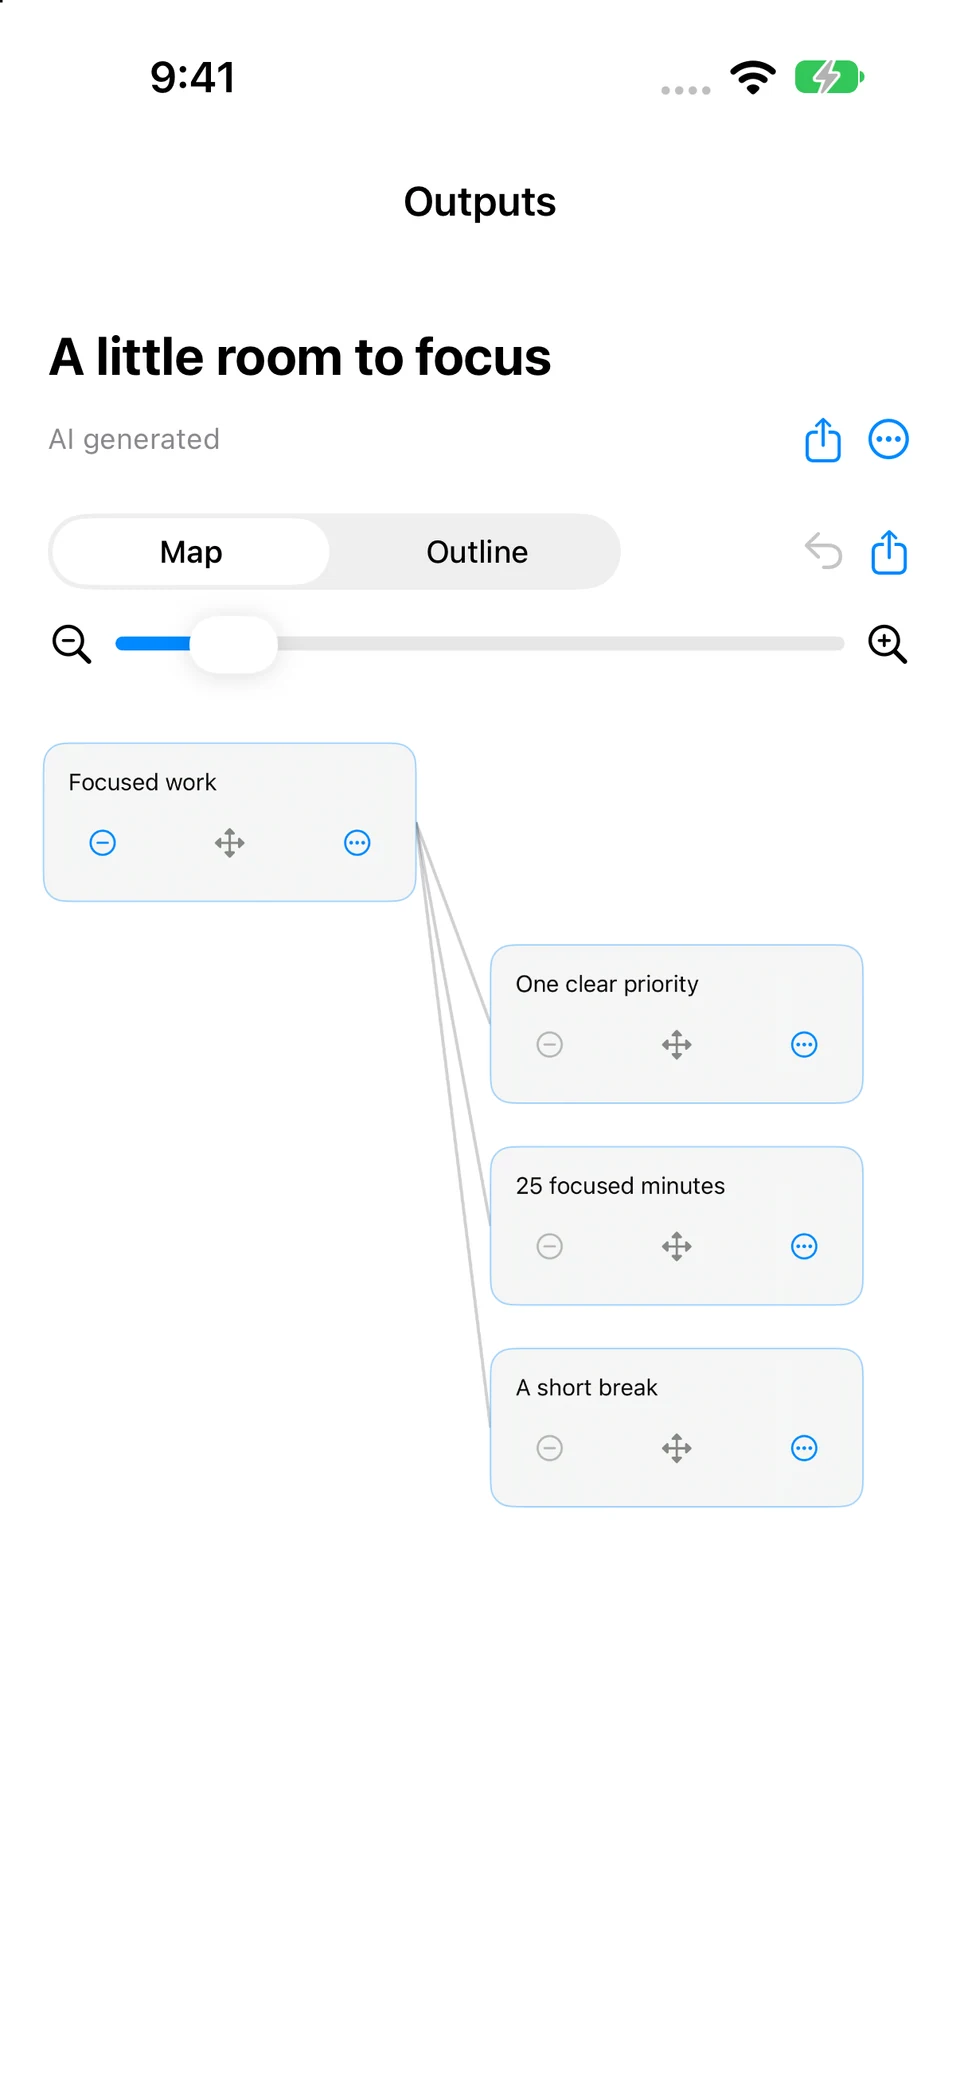 9:41
Outputs
A little room to focus
AI generated
Map
Outline
Focused work
One clear priority
25 focused minutes
A short break